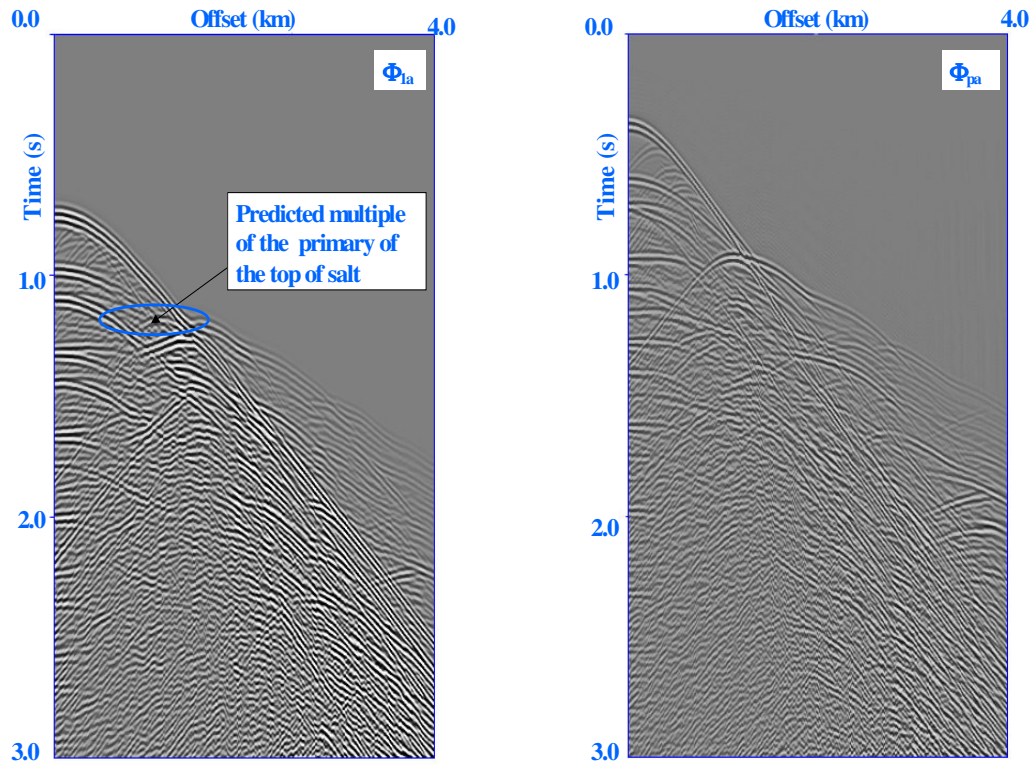 0.0 Offset (km) 4.0
Φ1a
Time (s)
Predicted multiple
of the primary of
the top of salt
1.0
2.0
3.0
0.0 Offset (km) 4.0
Φpa
Time (s)
1.0
2.0
3.0